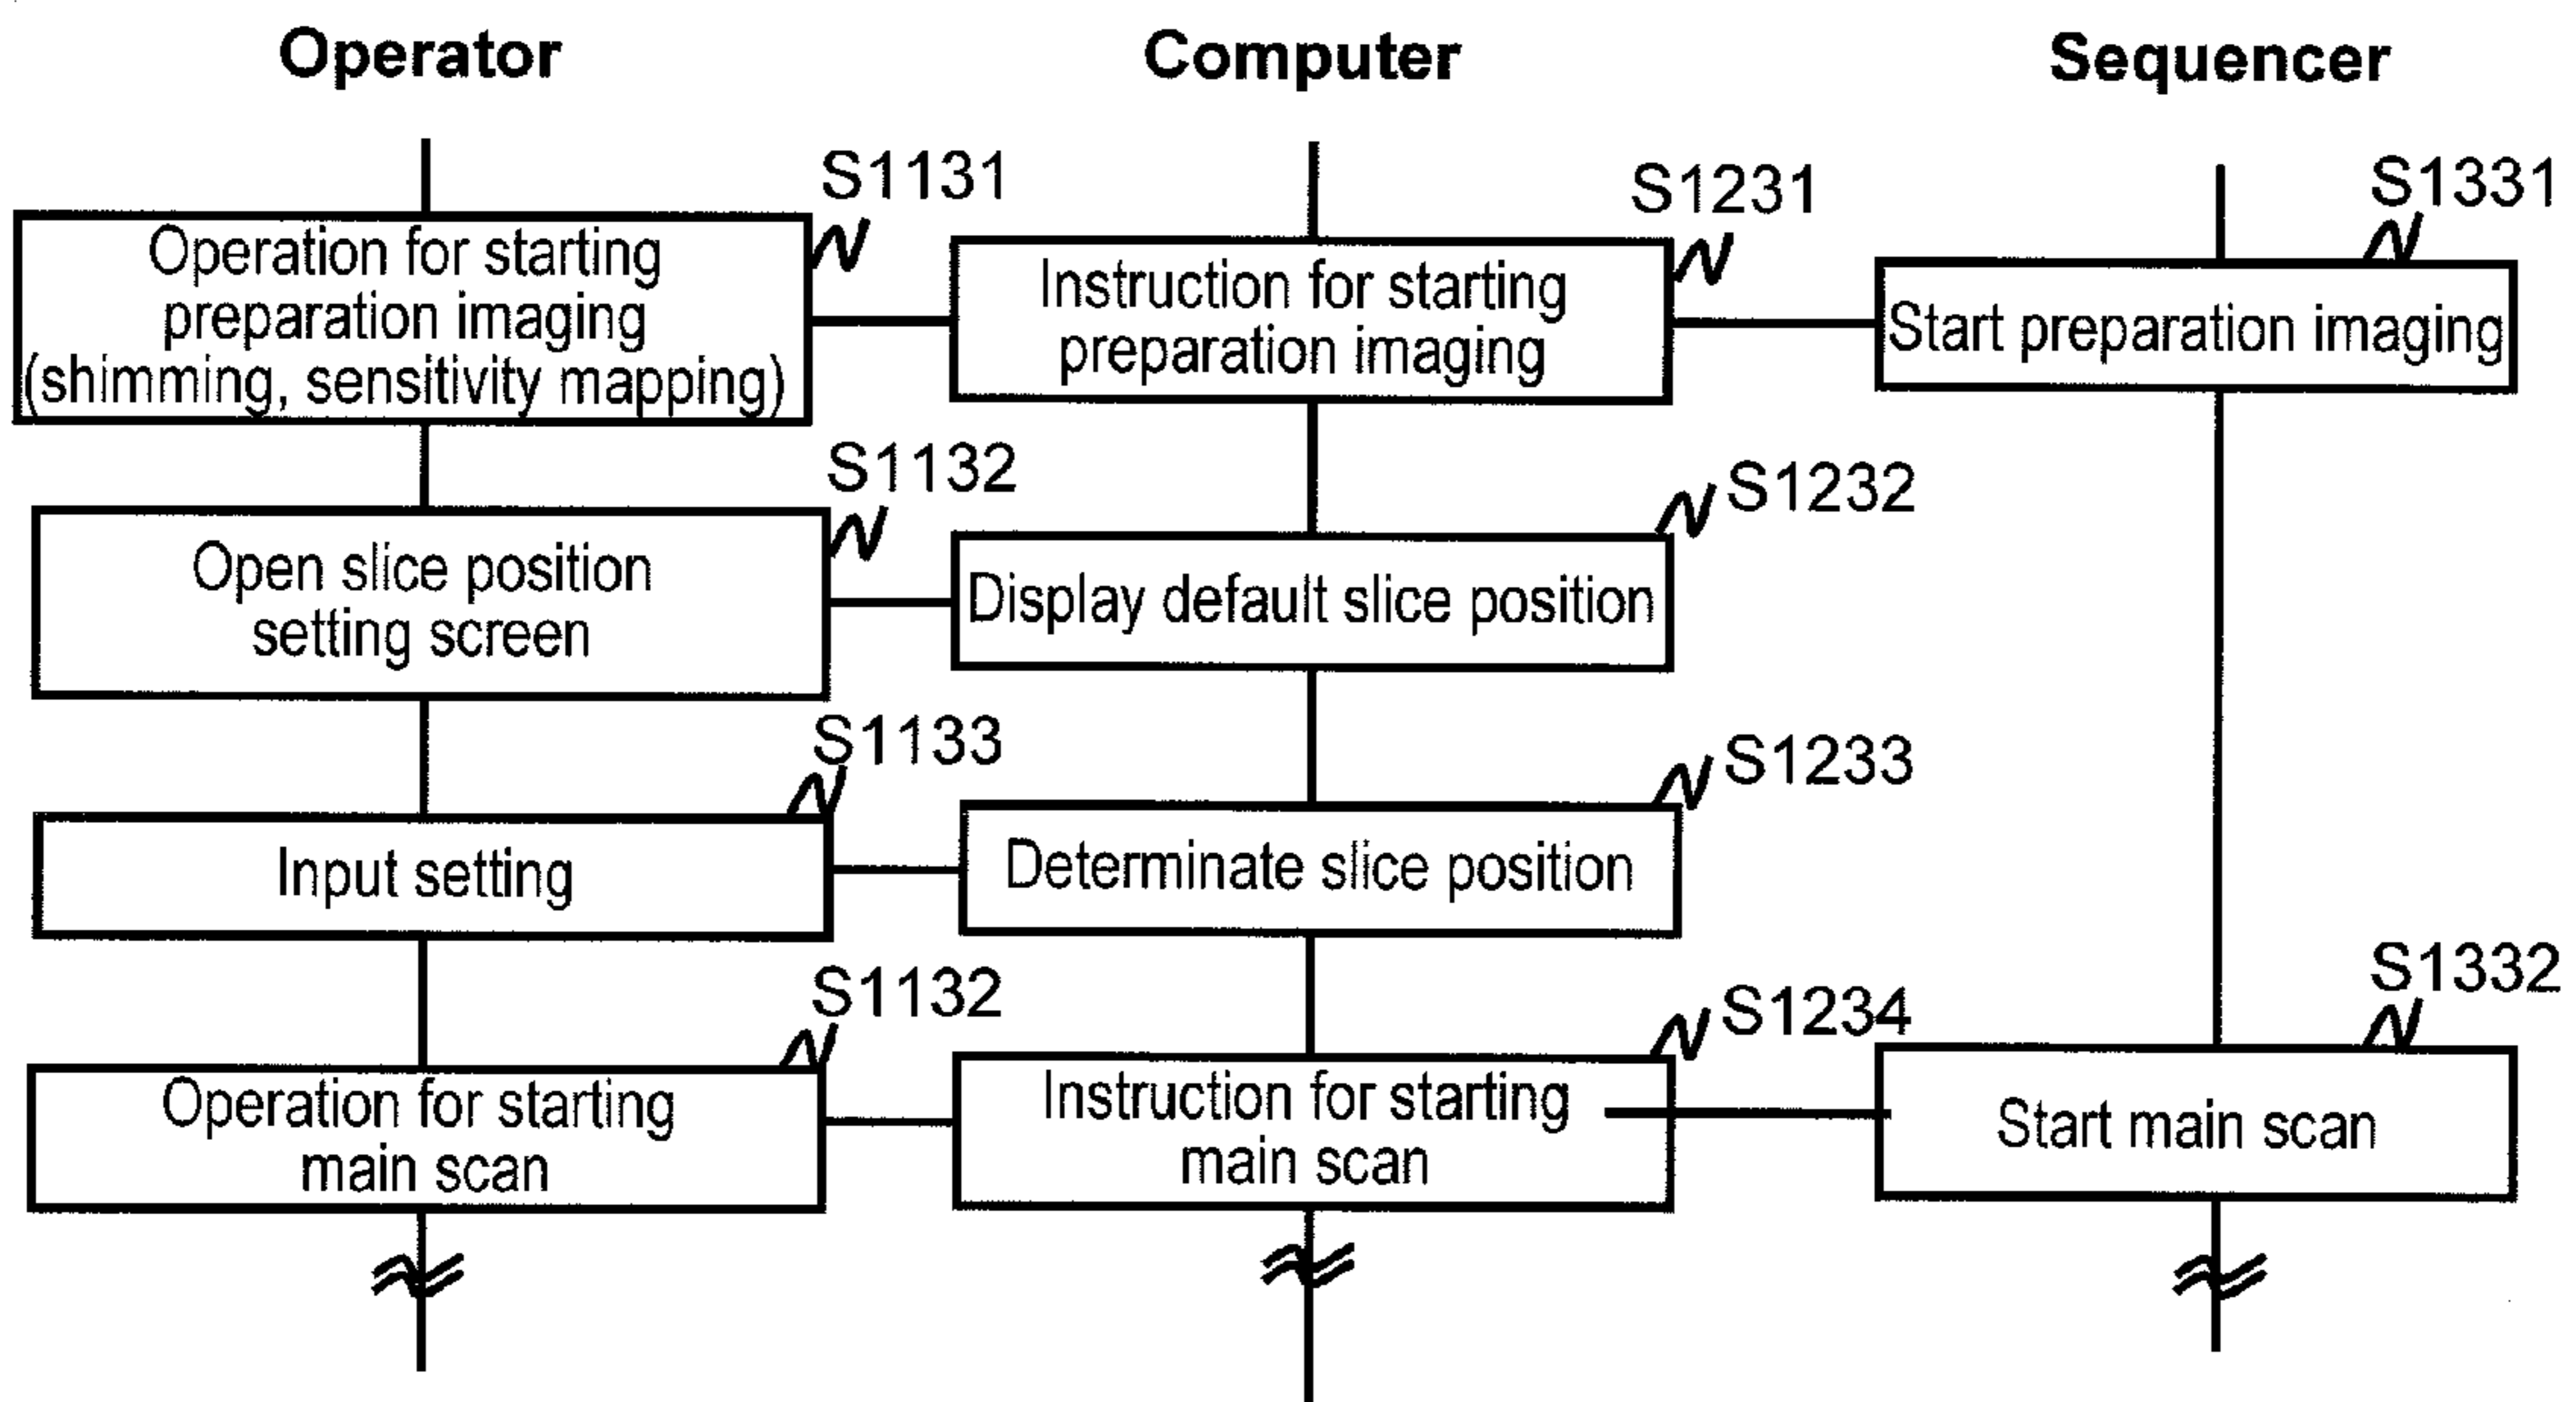 Operator
Computer
Sequencer
S1131
S1231
S1331
Operation for starting
preparation imaging
(shimming, sensitivity mapping)
Instruction for starting
preparation imaging
Start preparation imaging
S1132
S1232
Open slice position
setting screen
Display default slice position
S1133
S1233
Input setting
Determinate slice position
S1132
S1234
S1332
Operation for starting
main scan
Instruction for starting
main scan
Start main scan